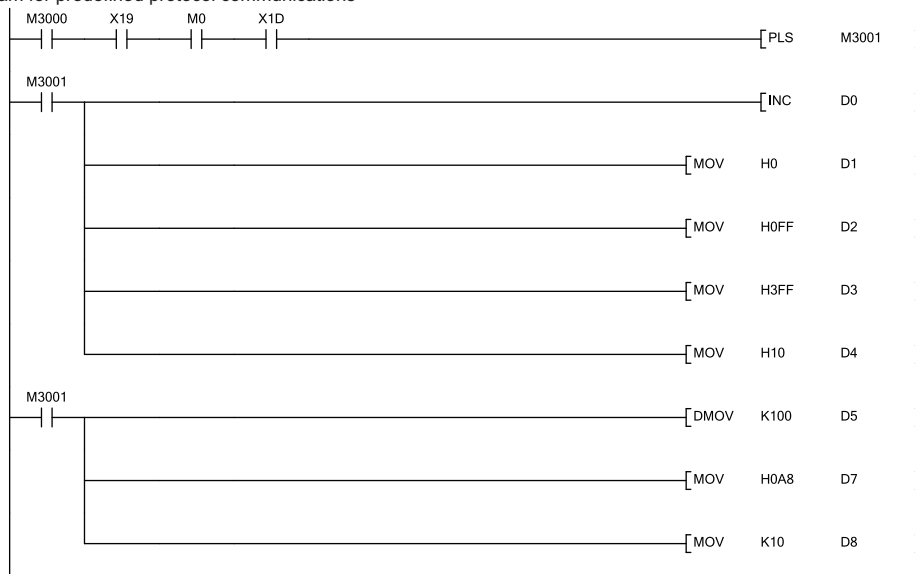 for predefined protocol communications
M3000 X19 M0 X1D
PLS M3001
M3001
INC D0
MOV H0 D1
MOV H0FF D2
MOV H3FF D3
MOV H10 D4
M3001
DMOV K100 D5
MOV H0A8 D7
MOV K10 D8